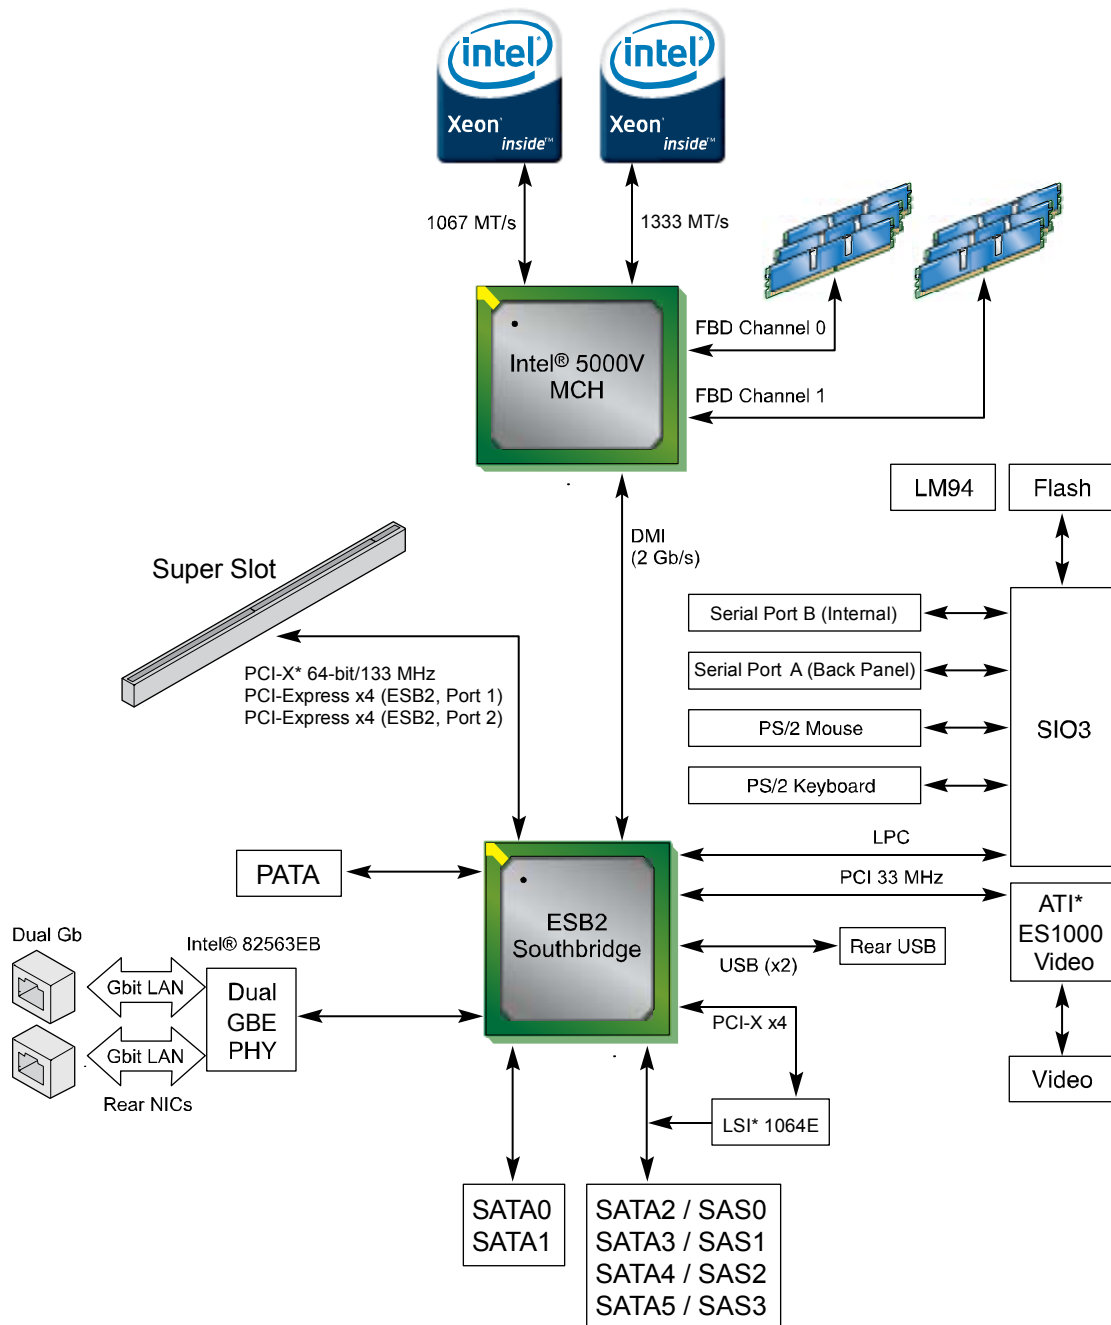 intel
Xeon®
inside™
intel
Xeon®
inside™
1067 MT/s
1333 MT/s
FBD Channel 0
FBD Channel 1
Intel® 5000V
MCH
LM94
Flash
DMI
(2 Gb/s)
Super Slot
PCI-X* 64-bit/133 MHz
PCI-Express x4 (ESB2, Port 1)
PCI-Express x4 (ESB2, Port 2)
Serial Port B (Internal)
Serial Port A (Back Panel)
PS/2 Mouse
PS/2 Keyboard
SIO3
LPC
PCI 33 MHz
PATA
ESB2
Southbridge
ATI*
ES1000
Video
Rear USB
USB (x2)
Dual Gb
Intel® 82563EB
Gbit LAN
Gbit LAN
Dual
GBE
PHY
Rear NICs
PCI-X x4
LSI* 1064E
Video
SATA0
SATA1
SATA2 / SAS0
SATA3 / SAS1
SATA4 / SAS2
SATA5 / SAS3